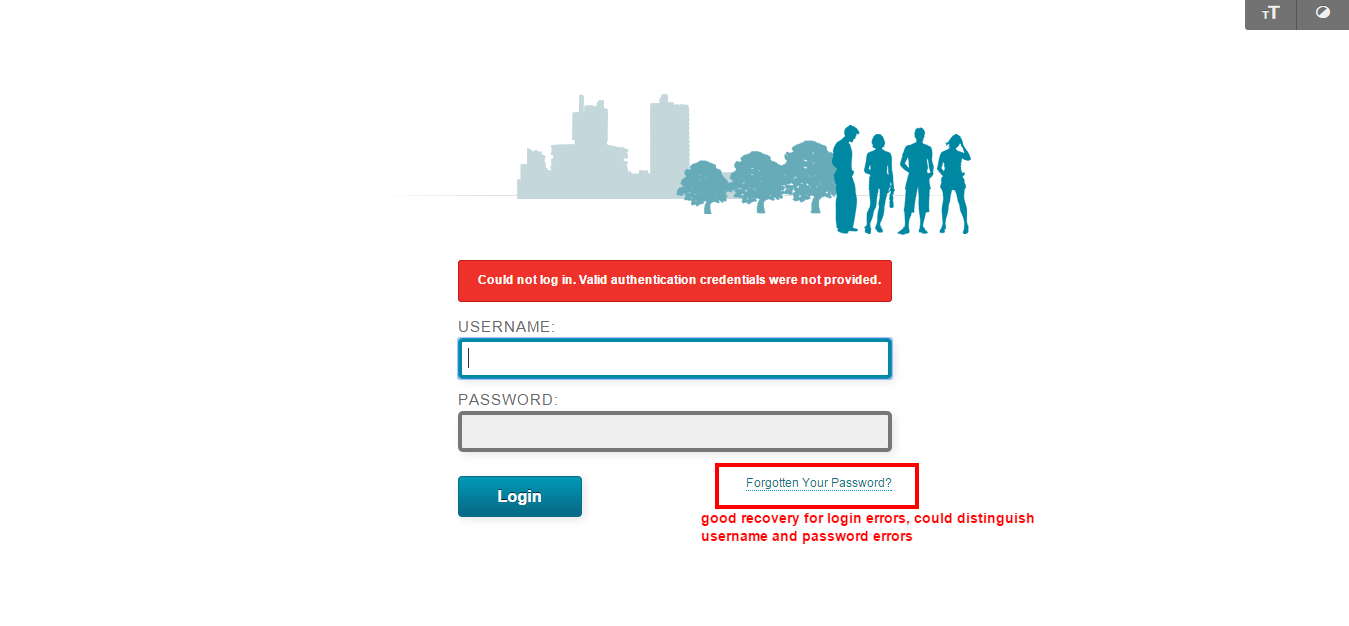 TT
Could not log in. Valid authentication credentials were not provided.
USERNAME:
PASSWORD:
Login
Forgotten Your Password?
good recovery for login errors, could distinguish
username and password errors